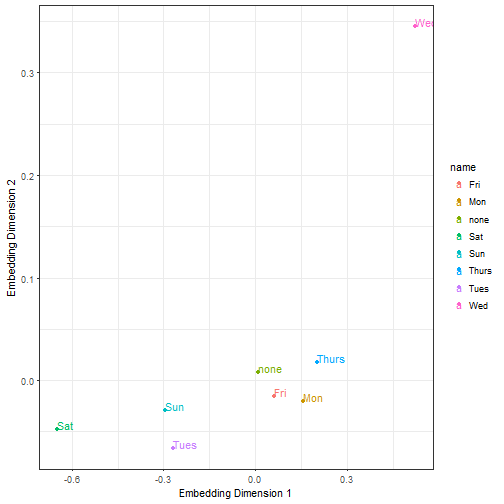 Wed
0.3
0.2
0.1
0.0
Embedding Dimension 2
Thurs
none
Fri
Mon
Sun
Sat
Tues
-0.6
-0.3
0.0
0.3
Embedding Dimension 1
name
Fri
Mon
none
Sat
Sun
Thurs
Tues
Wed